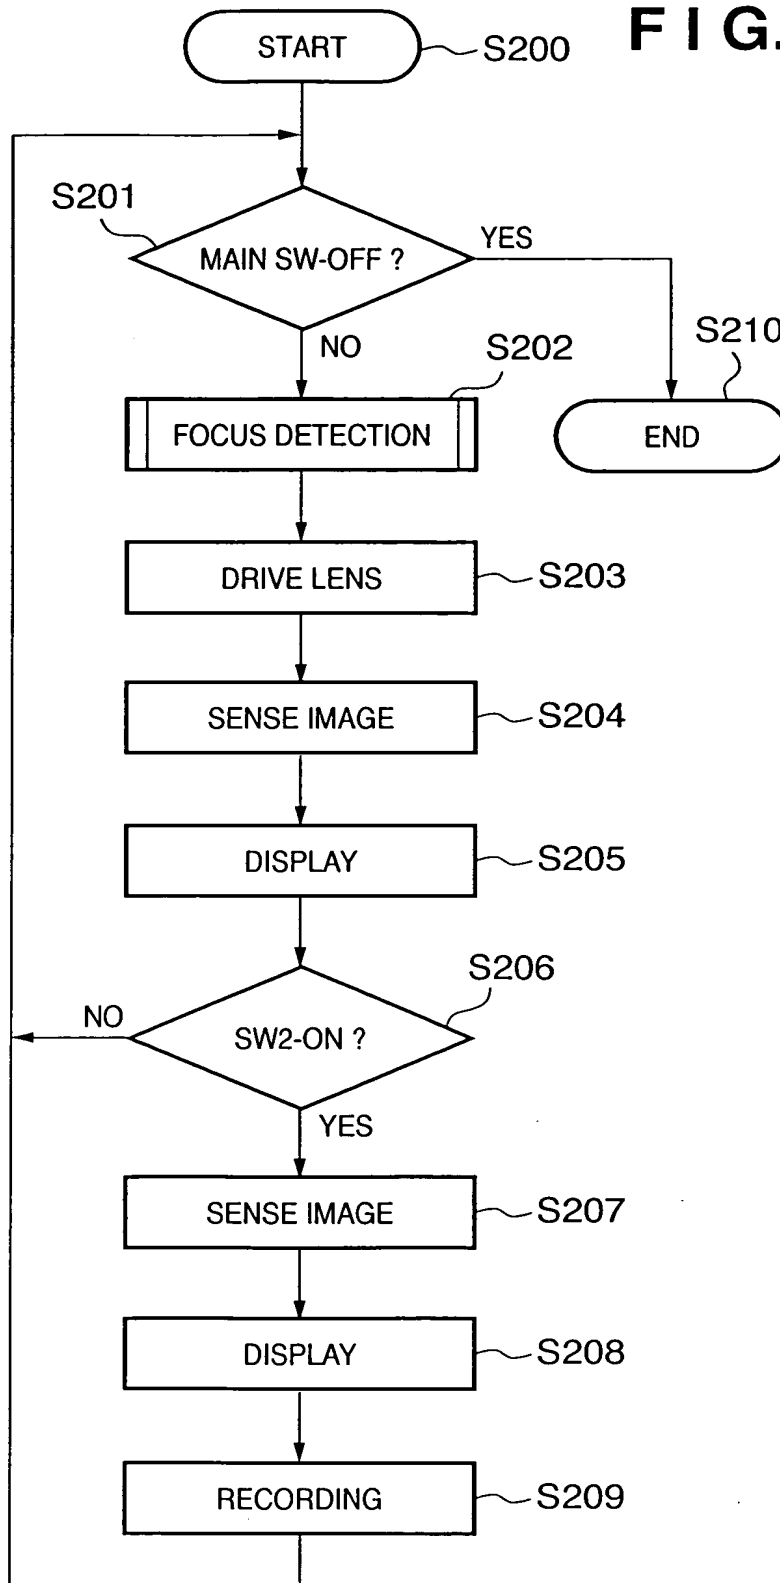 FIG.
START
S200
S201
MAIN SW-OFF ?
YES
NO
S202
S210
FOCUS DETECTION
END
DRIVE LENS
S203
SENSE IMAGE
S204
DISPLAY
S205
S206
NO
SW2-ON ?
YES
SENSE IMAGE
S207
DISPLAY
S208
RECORDING
S209